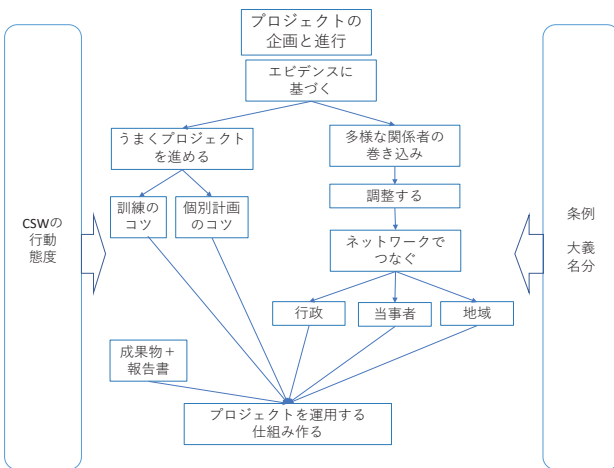 プロジェクトの
企画と進行
エビデンスに
基づく
うまくプロジェクト
を進める
多様な関係者の
巻き込み
訓練の
コツ
個別計画
のコツ
調整する
CSWの
行動
態度
ネットワークで
つなぐ
条例
大義
名分
行政
当事者
地域
成果物+
報告書
プロジェクトを運用する
仕組み作る